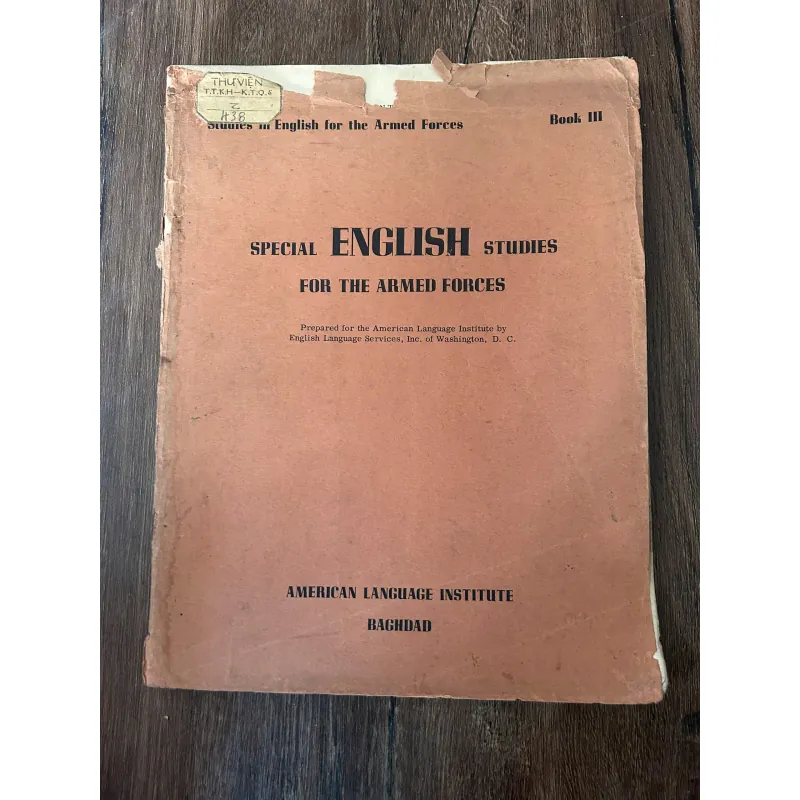 THƯ VIỆN
T.T.K.H–K.T.Q.S
H38
Studies in English for the Armed Forces
Book III
SPECIAL ENGLISH STUDIES
FOR THE ARMED FORCES
Prepared for the American Language Institute by
English Language Services, Inc. of Washington, D. C.
AMERICAN LANGUAGE INSTITUTE
BAGHDAD